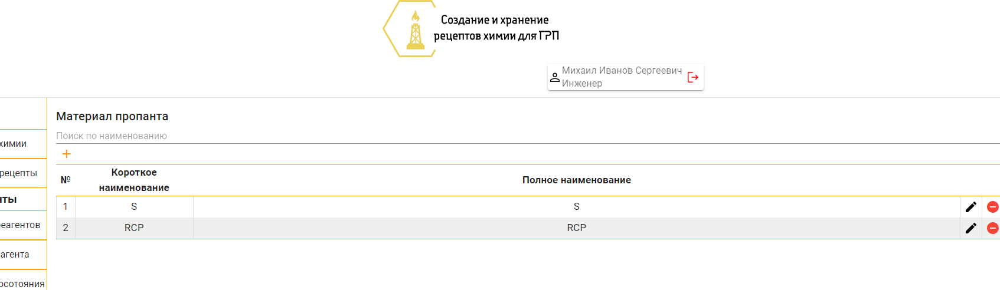 Создание и хранение
рецептов химии для ГРП
Михаил Иванов Сергеевич
Инженер
химии
рецепты
нты
реагентов
агента
осотояния
Материал пропанта
Поиск по наименованию
№ Короткое наименование Полное наименование
1 S S
2 RCP RCP